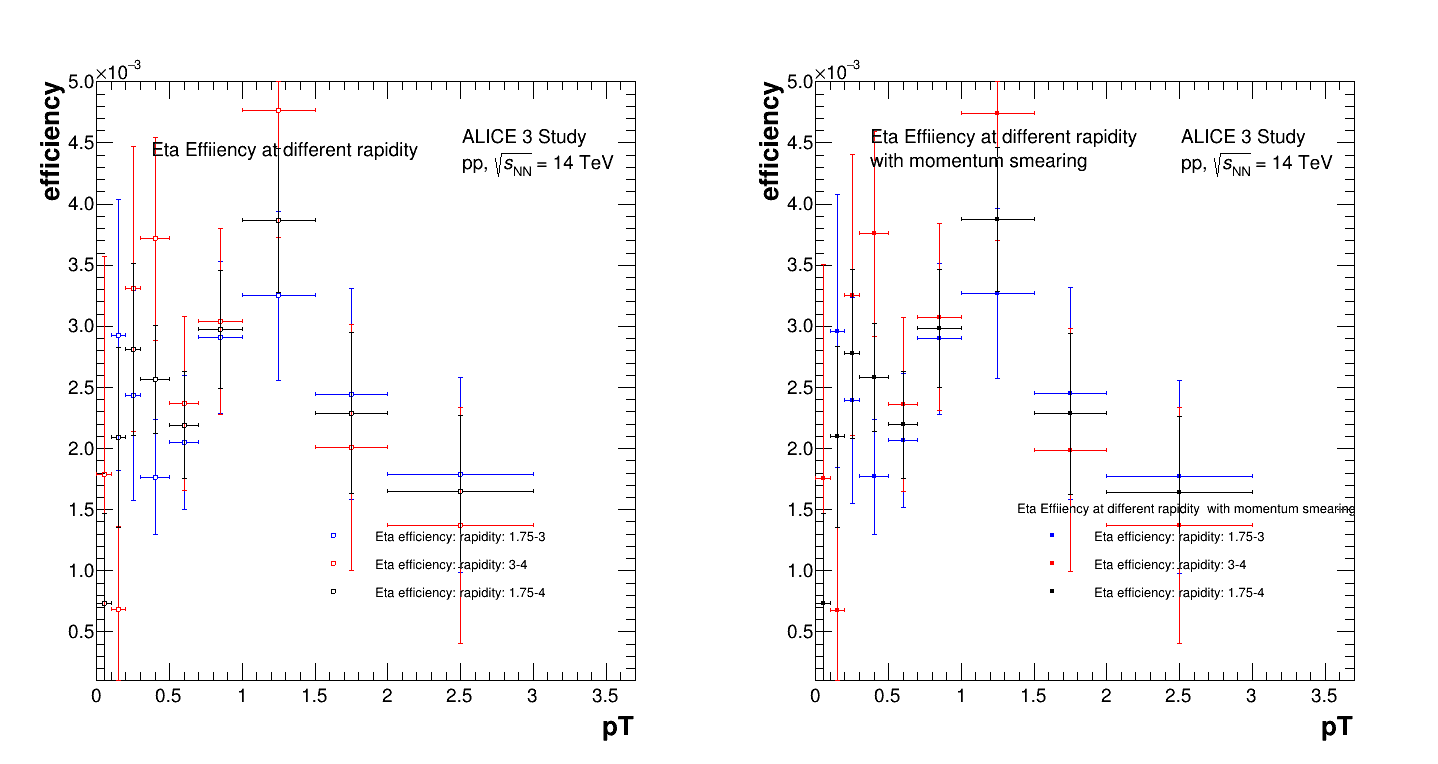 ×10⁻³
efficiency
5.0
4.5
4.0
3.5
3.0
2.5
2.0
1.5
1.0
0.5
Eta Effiiency at different rapidity
ALICE 3 Study
pp, √sNN = 14 TeV
Eta efficiency: rapidity: 1.75-3
Eta efficiency: rapidity: 3-4
Eta efficiency: rapidity: 1.75-4
0 0.5 1 1.5 2 2.5 3 3.5
pT
×10⁻³
efficiency
5.0
4.5
4.0
3.5
3.0
2.5
2.0
1.5
1.0
0.5
Eta Effiiency at different rapidity
with momentum smearing
ALICE 3 Study
pp, √sNN = 14 TeV
Eta Effiiency at different rapidity  with momentum smearing
Eta efficiency: rapidity: 1.75-3
Eta efficiency: rapidity: 3-4
Eta efficiency: rapidity: 1.75-4
0 0.5 1 1.5 2 2.5 3 3.5
pT